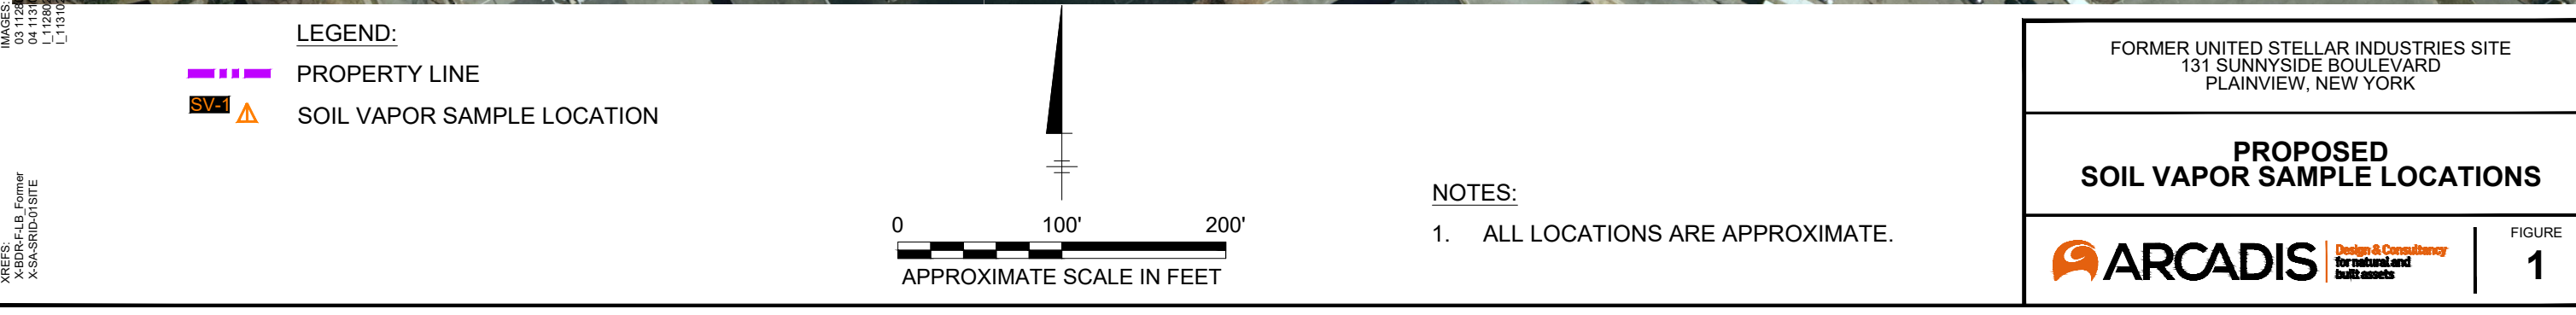 IMAGES:
XREFS:
X-BDR-F-LB_Former
X-SA-SRID-01SITE
LEGEND:
PROPERTY LINE
SV-1
SOIL VAPOR SAMPLE LOCATION
0 100' 200'
APPROXIMATE SCALE IN FEET
NOTES:
1. ALL LOCATIONS ARE APPROXIMATE.
FORMER UNITED STELLAR INDUSTRIES SITE
131 SUNNYSIDE BOULEVARD
PLAINVIEW, NEW YORK
PROPOSED
SOIL VAPOR SAMPLE LOCATIONS
ARCADIS
Design & Consultancy
for natural and
built assets
FIGURE
1